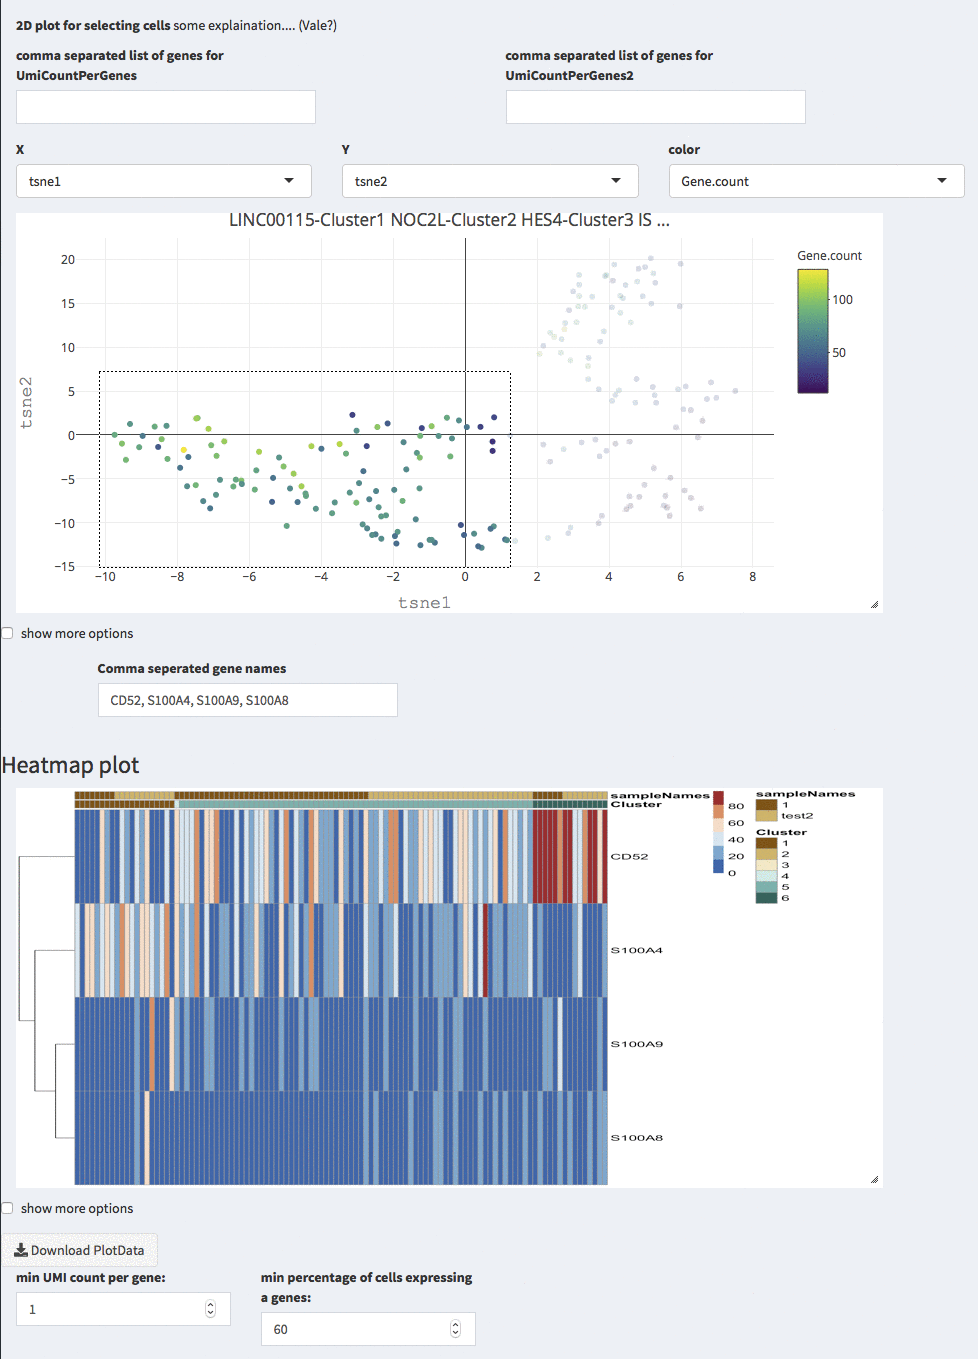 2D plot for selecting cells some explaination.... (Vale?)
comma separated list of genes for
UmiCountPerGenes
comma separated list of genes for
UmiCountPerGenes2
X
Y
color
tsne1
tsne2
Gene.count
LINC00115-Cluster1 NOC2L-Cluster2 HES4-Cluster3 IS ...
Gene.count
100
50
20
15
10
5
0
−5
−10
−15
tsne2
−10
−8
−6
−4
−2
0
2
4
6
8
tsne1
show more options
Comma seperated gene names
CD52, S100A4, S100A9, S100A8
Heatmap plot
sampleNames
Cluster
CD52
S100A4
S100A9
S100A8
80
60
40
20
0
sampleNames
1
test2
Cluster
1
2
3
4
5
6
show more options
Download PlotData
min UMI count per gene:
1
min percentage of cells expressing
a genes:
60